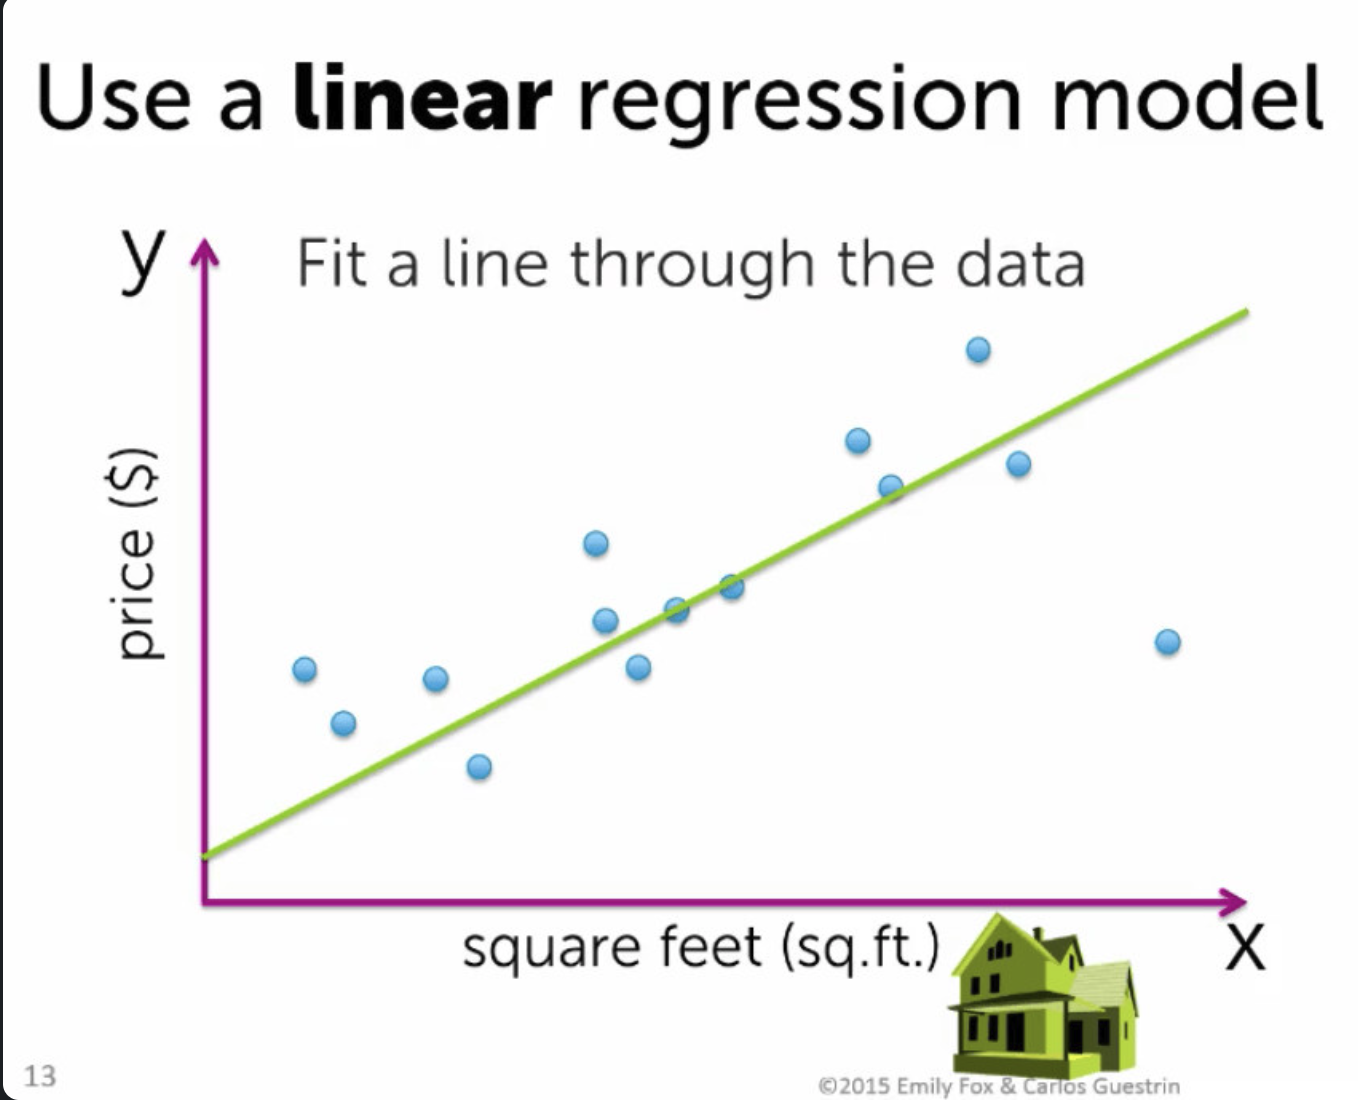 Use a linear regression model
y
Fit a line through the data
price ($)
square feet (sq.ft.)
x
13
©2015 Emily Fox & Carlos Guestrin